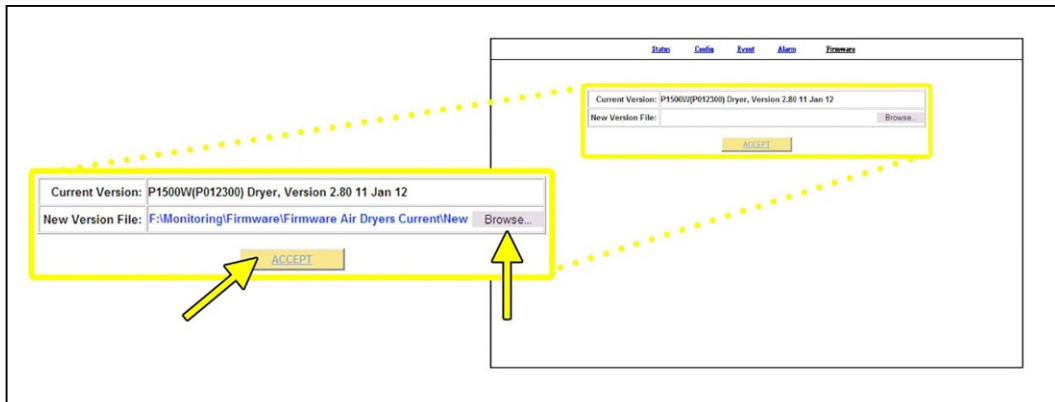 Status Config Event Alarm Firmware
Current Version: P1500W(P012300) Dryer, Version 2.80 11 Jan 12
New Version File: Browse...
ACCEPT
Current Version: P1500W(P012300) Dryer, Version 2.80 11 Jan 12
New Version File: F:\Monitoring\Firmware\Firmware Air Dryers Current\New Browse...
ACCEPT